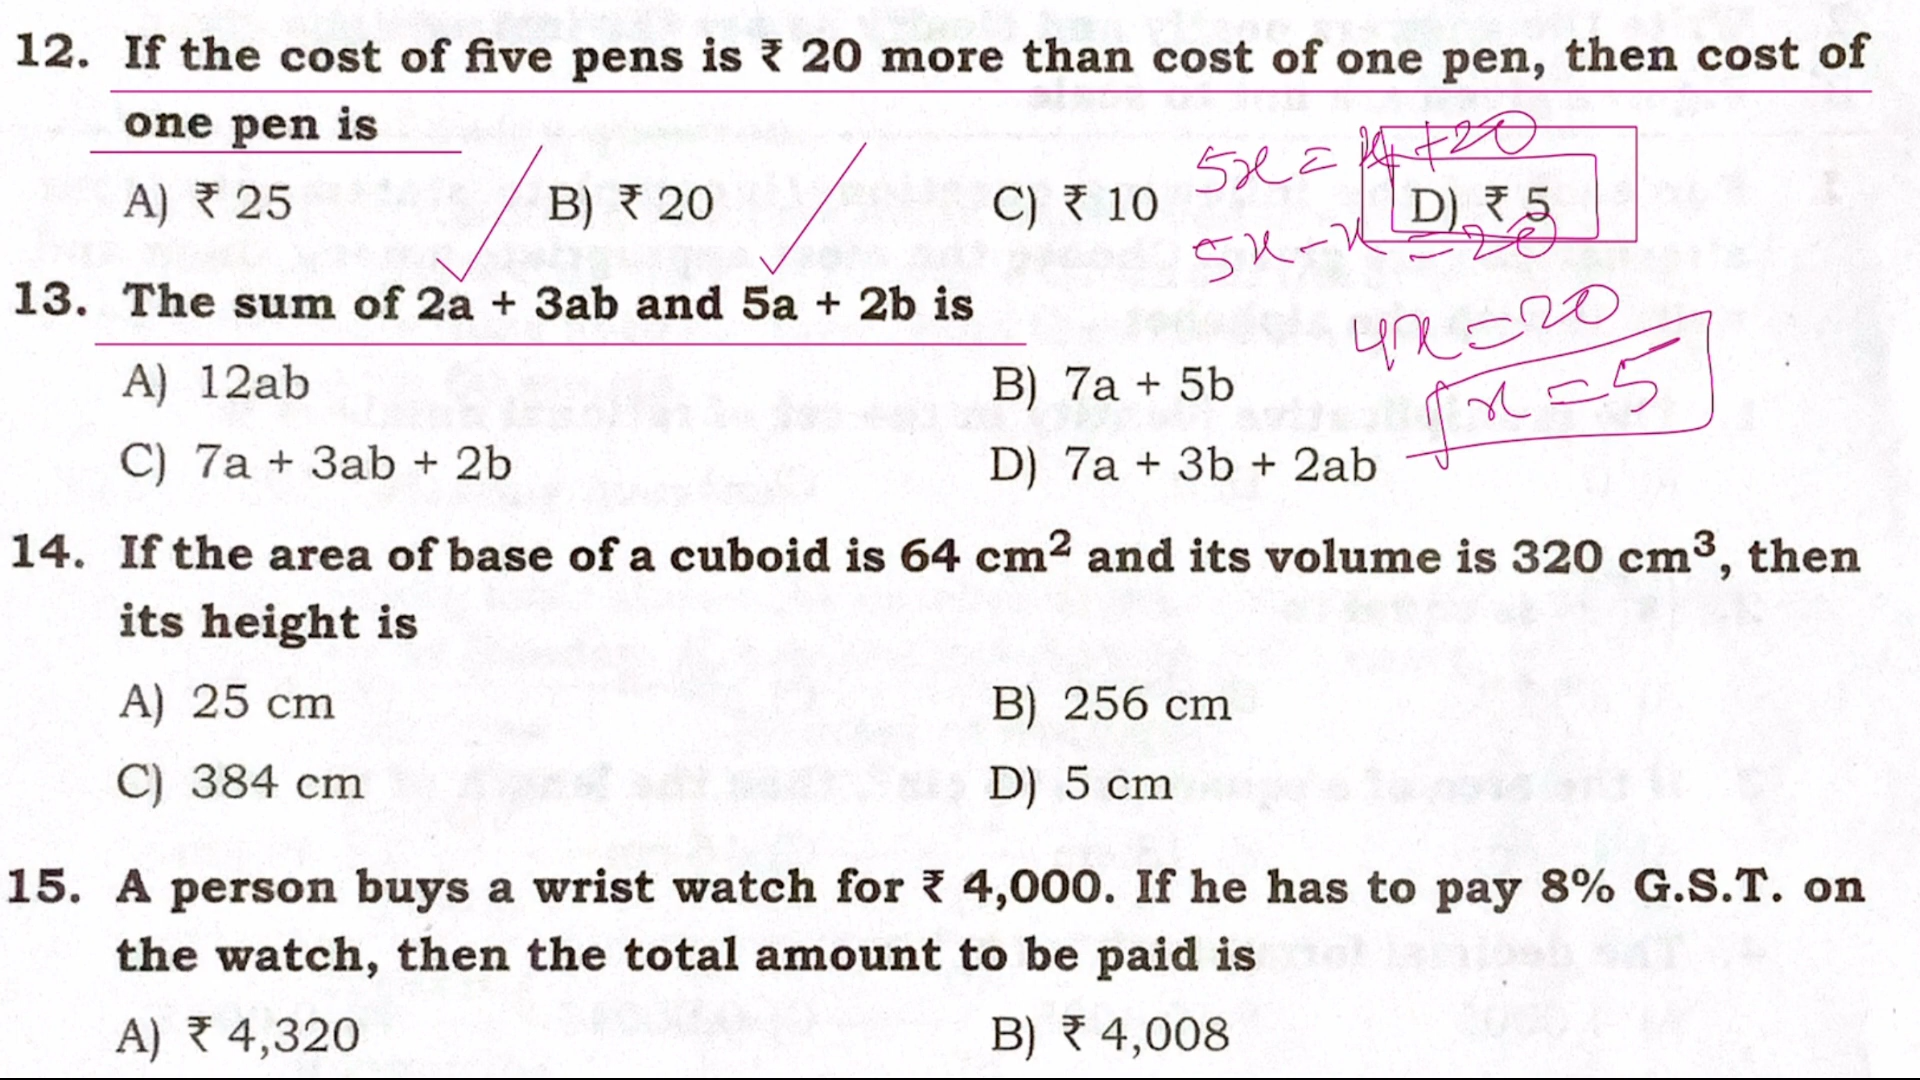 12. If the cost of five pens is ₹ 20 more than cost of one pen, then cost of
one pen is
A) ₹ 25 B) ₹ 20 C) ₹ 10 D) ₹ 5
5x = x + 20
5x - x = 20
4x = 20
x = 5
13. The sum of 2a + 3ab and 5a + 2b is
A) 12ab B) 7a + 5b
C) 7a + 3ab + 2b D) 7a + 3b + 2ab
14. If the area of base of a cuboid is 64 cm² and its volume is 320 cm³, then
its height is
A) 25 cm B) 256 cm
C) 384 cm D) 5 cm
15. A person buys a wrist watch for ₹ 4,000. If he has to pay 8% G.S.T. on
the watch, then the total amount to be paid is
A) ₹ 4,320 B) ₹ 4,008